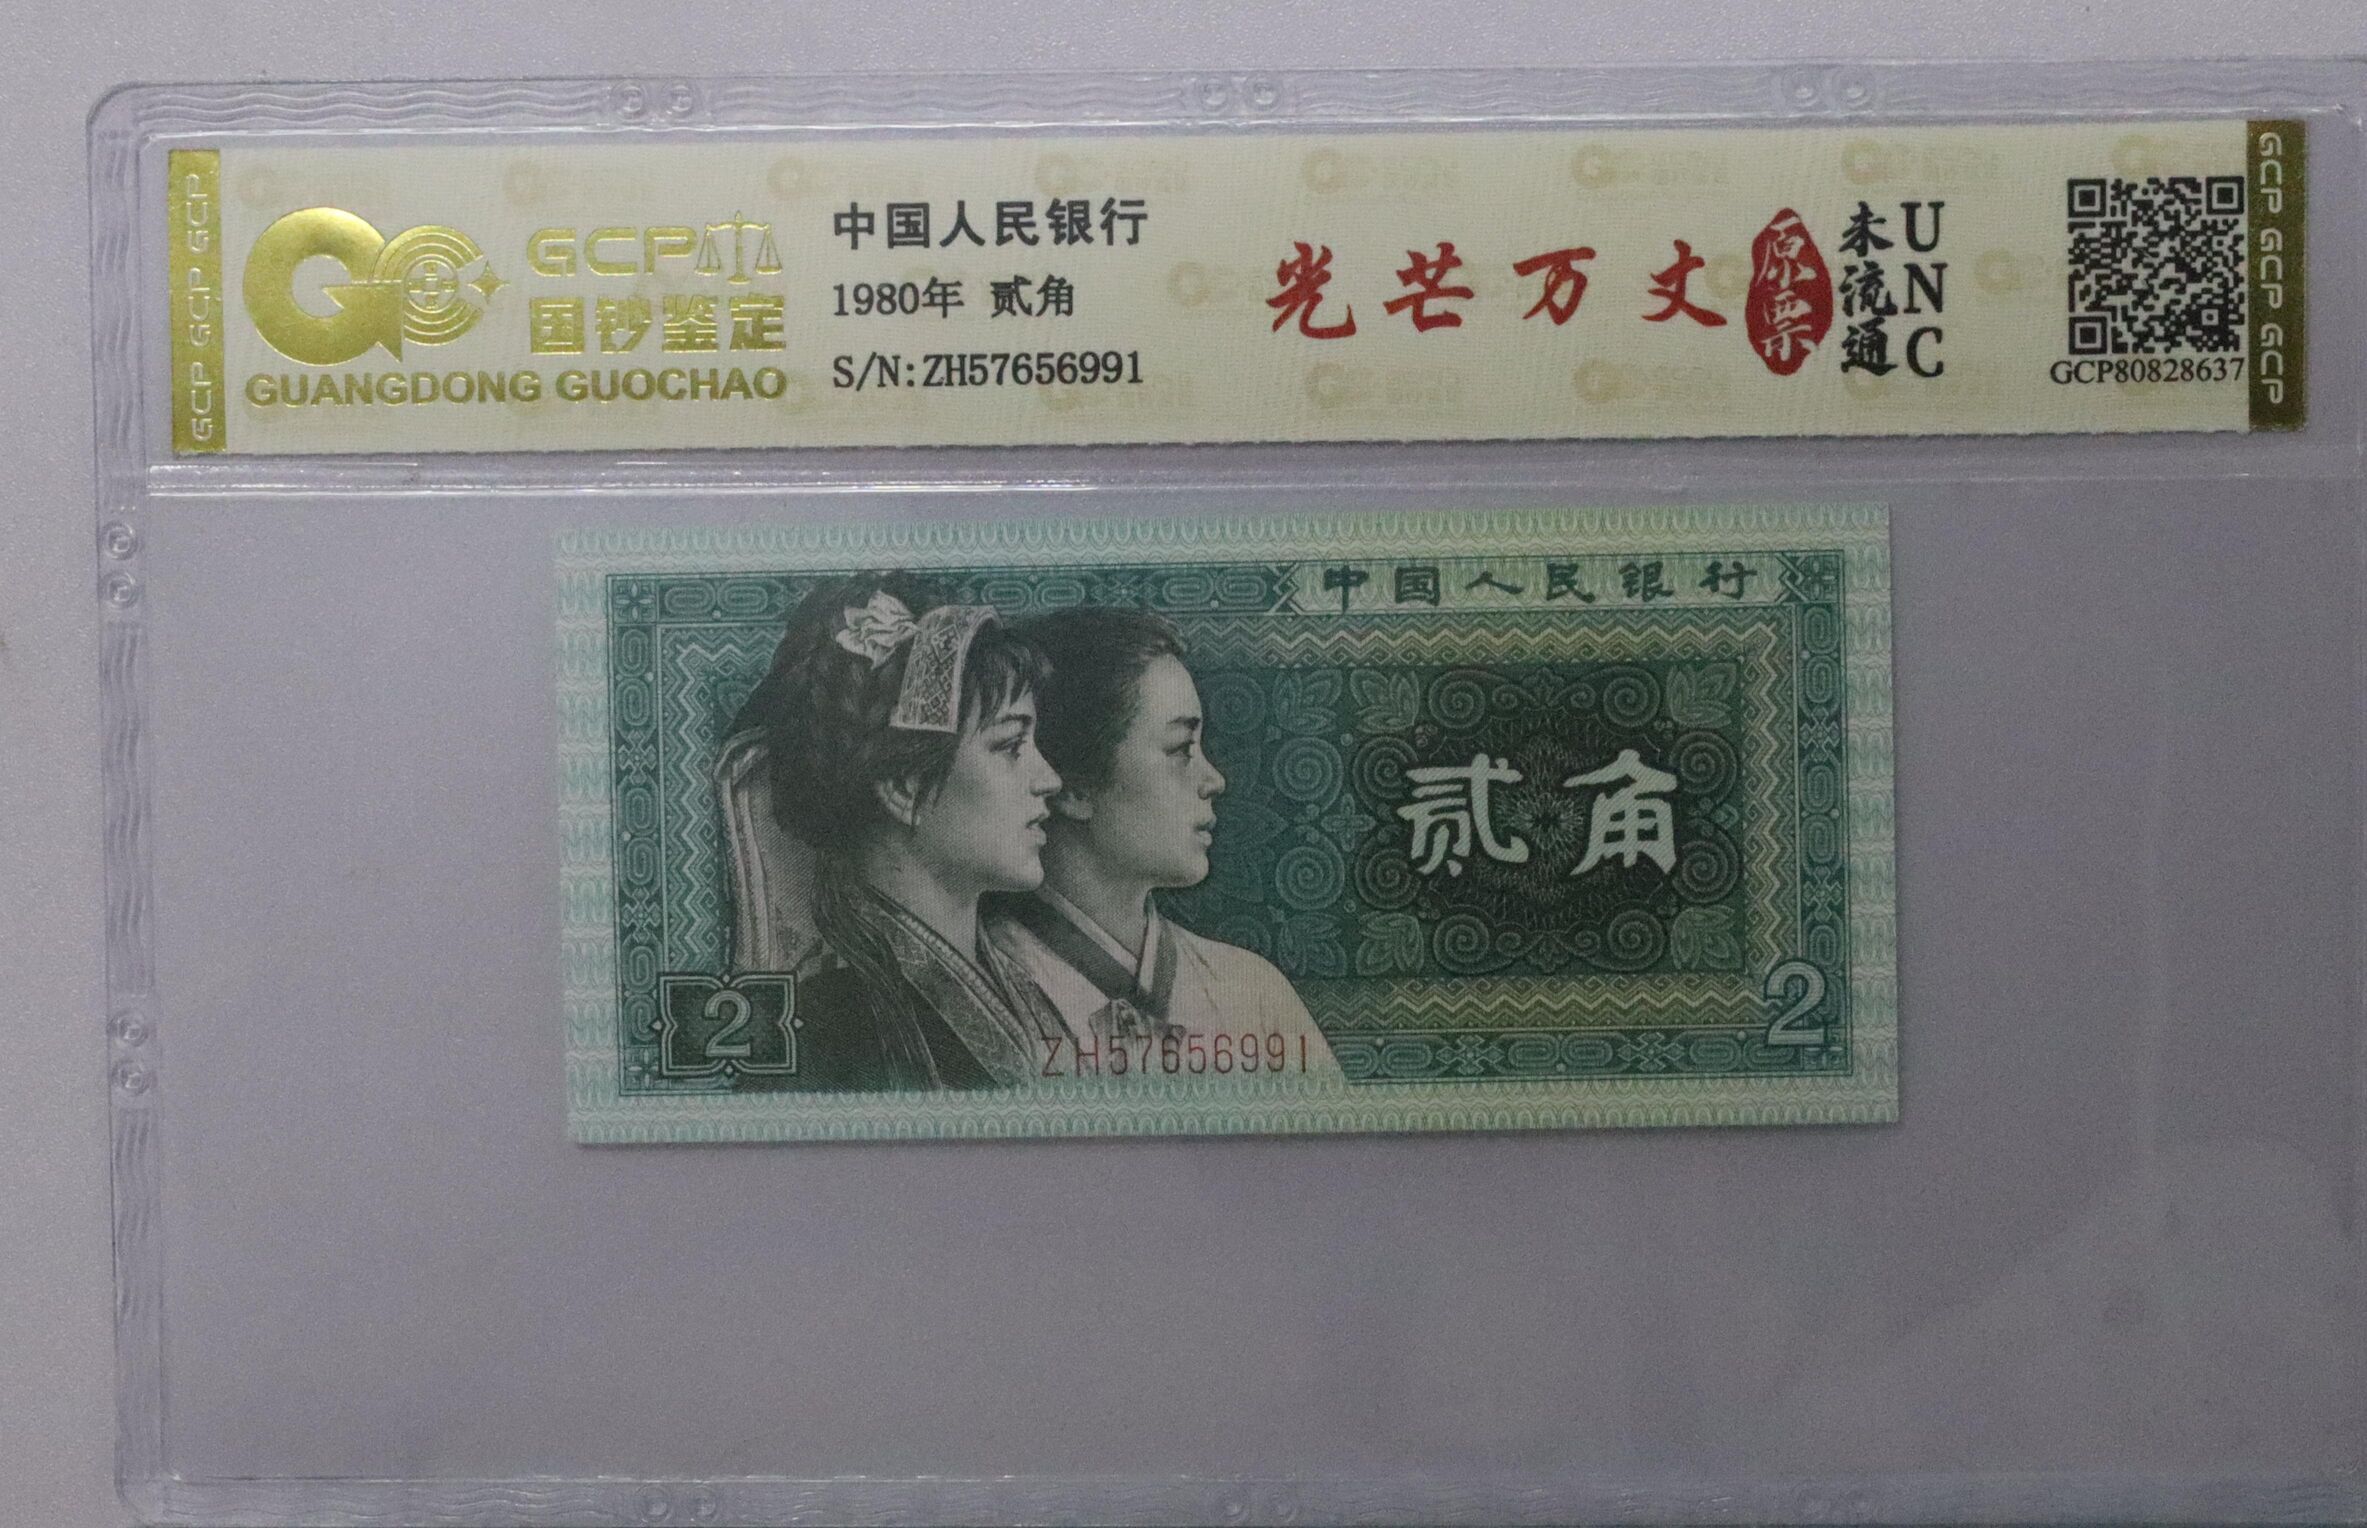 GCP GCP GCP GCP
GCP
国钞鉴定
GUANGDONG GUOCHAO
中国人民银行
1980年 贰角
S/N:ZH57656991
光芒万丈
原票
未流通
UNC
GCP80828637
GCP GCP GCP GCP
中国人民银行
贰角
2
2
ZH57656991